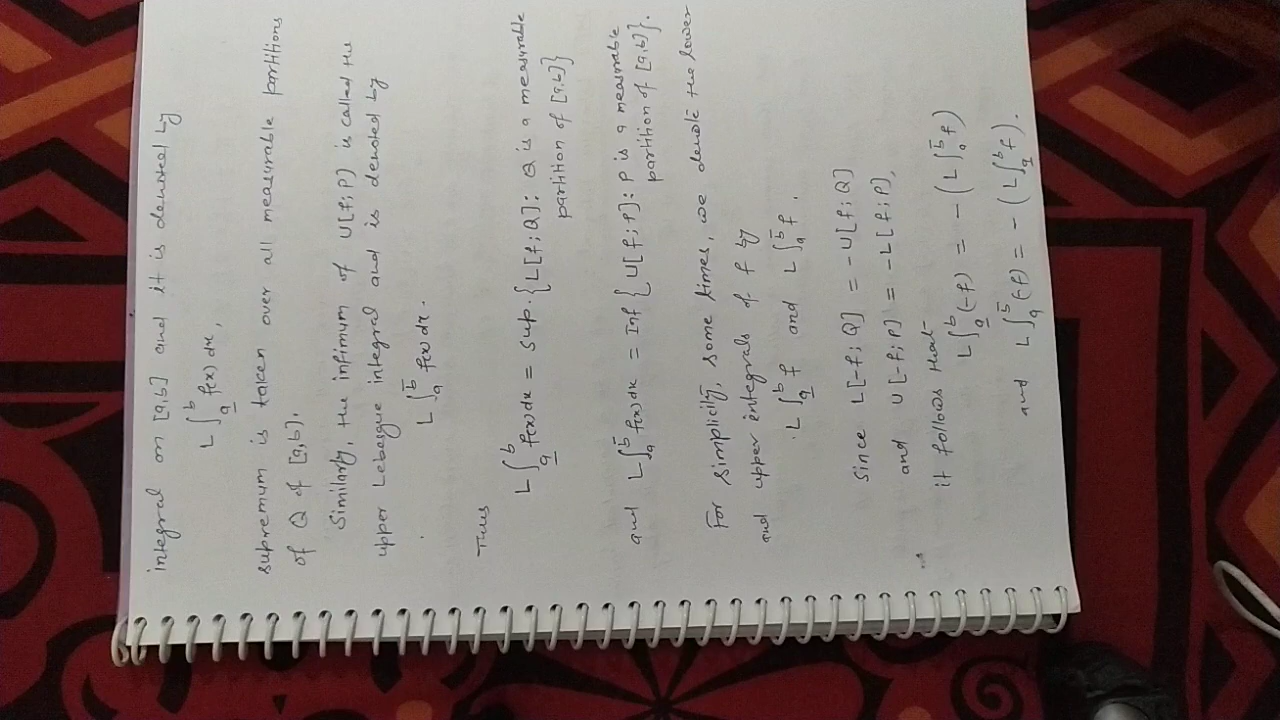 integral on [a,b] and it is denoted by
L∫_a̲^b f(x) dx,
supremum is taken over all measurable partitions
of Q of [a,b].
Similarly, the infimum of U[f;P] is called the
upper Lebesgue integral and is denoted by
L∫_a^b̄ f(x) dx.
Thus
L∫_a̲^b f(x) dx = sup. {L[f;Q]: Q is a measurable
partition of [a,b]}
and L∫_a^b̄ f(x) dx = Inf {U[f;P]: P is a measurable
partition of [a,b]}.
For simplicity, some times, we denote the lower
and upper integrals of f by
L∫_a̲^b f and L∫_a^b̄ f.
Since L[-f;Q] = -U[f;Q]
and U[-f;P] = -L[f;P],
it follows that
L∫_a̲^b (-f) = -(L∫_a^b̄ f)
and L∫_a^b̄ (-f) = -(L∫_a̲^b f).